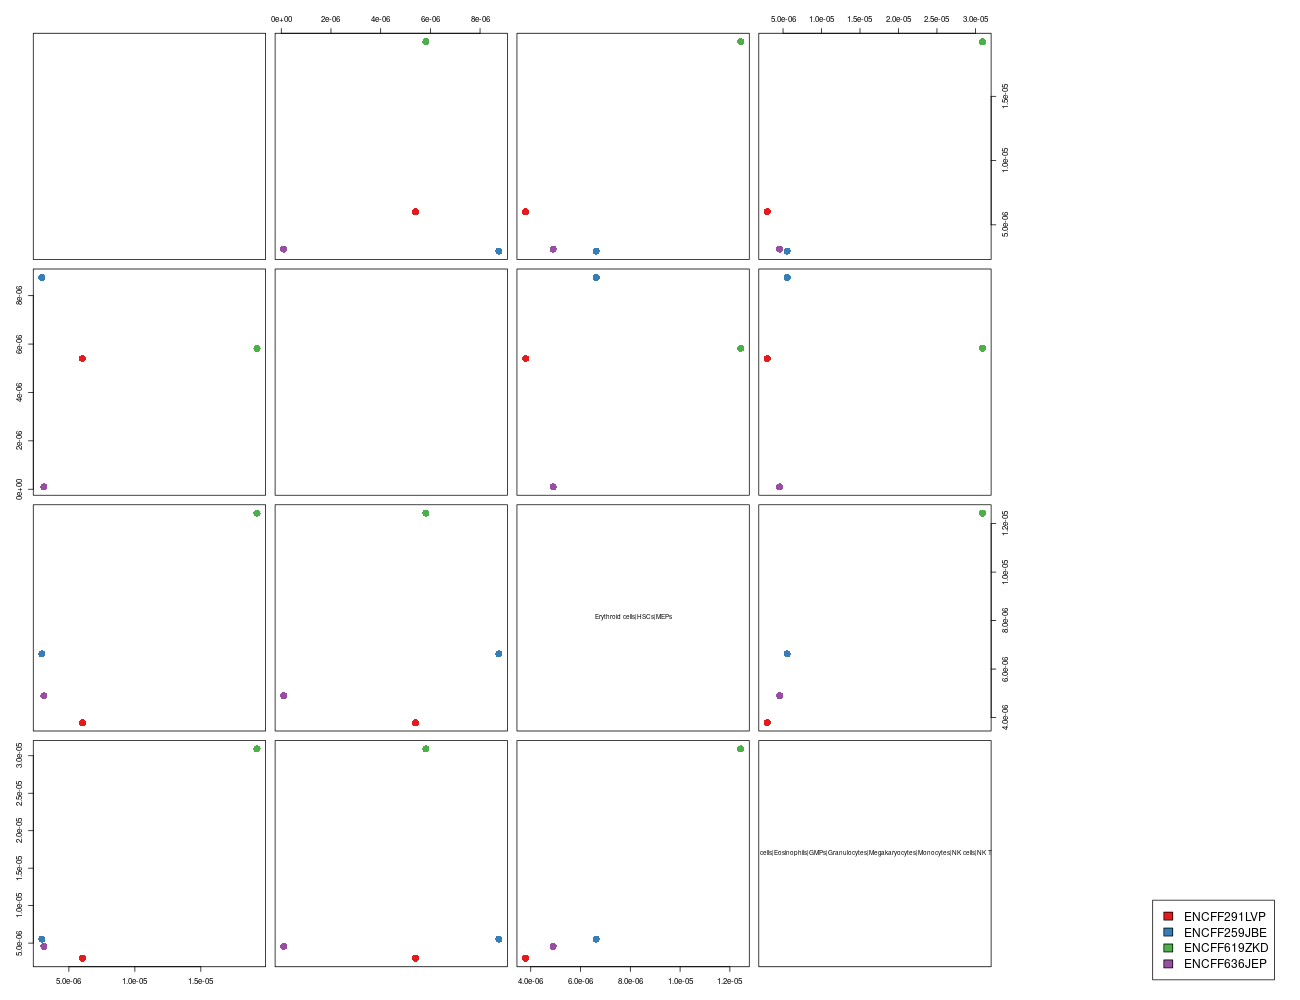 0e+00 2e-06 4e-06 6e-06 8e-06
5.0e-06 1.0e-05 1.5e-05 2.0e-05 2.5e-05 3.0e-05
1.5e-05
1.0e-05
5.0e-06
8e-06
6e-06
4e-06
2e-06
0e+00
Erythroid cells|HSCs|MEPs
1.2e-05
1.0e-05
8.0e-06
6.0e-06
4.0e-06
3.0e-05
2.5e-05
2.0e-05
1.5e-05
1.0e-05
5.0e-06
cells|Eosinophils|GMPs|Granulocytes|Megakaryocytes|Monocytes|NK cells|NK T
5.0e-06 1.0e-05 1.5e-05
4.0e-06 6.0e-06 8.0e-06 1.0e-05 1.2e-05
ENCFF291LVP
ENCFF259JBE
ENCFF619ZKD
ENCFF636JEP